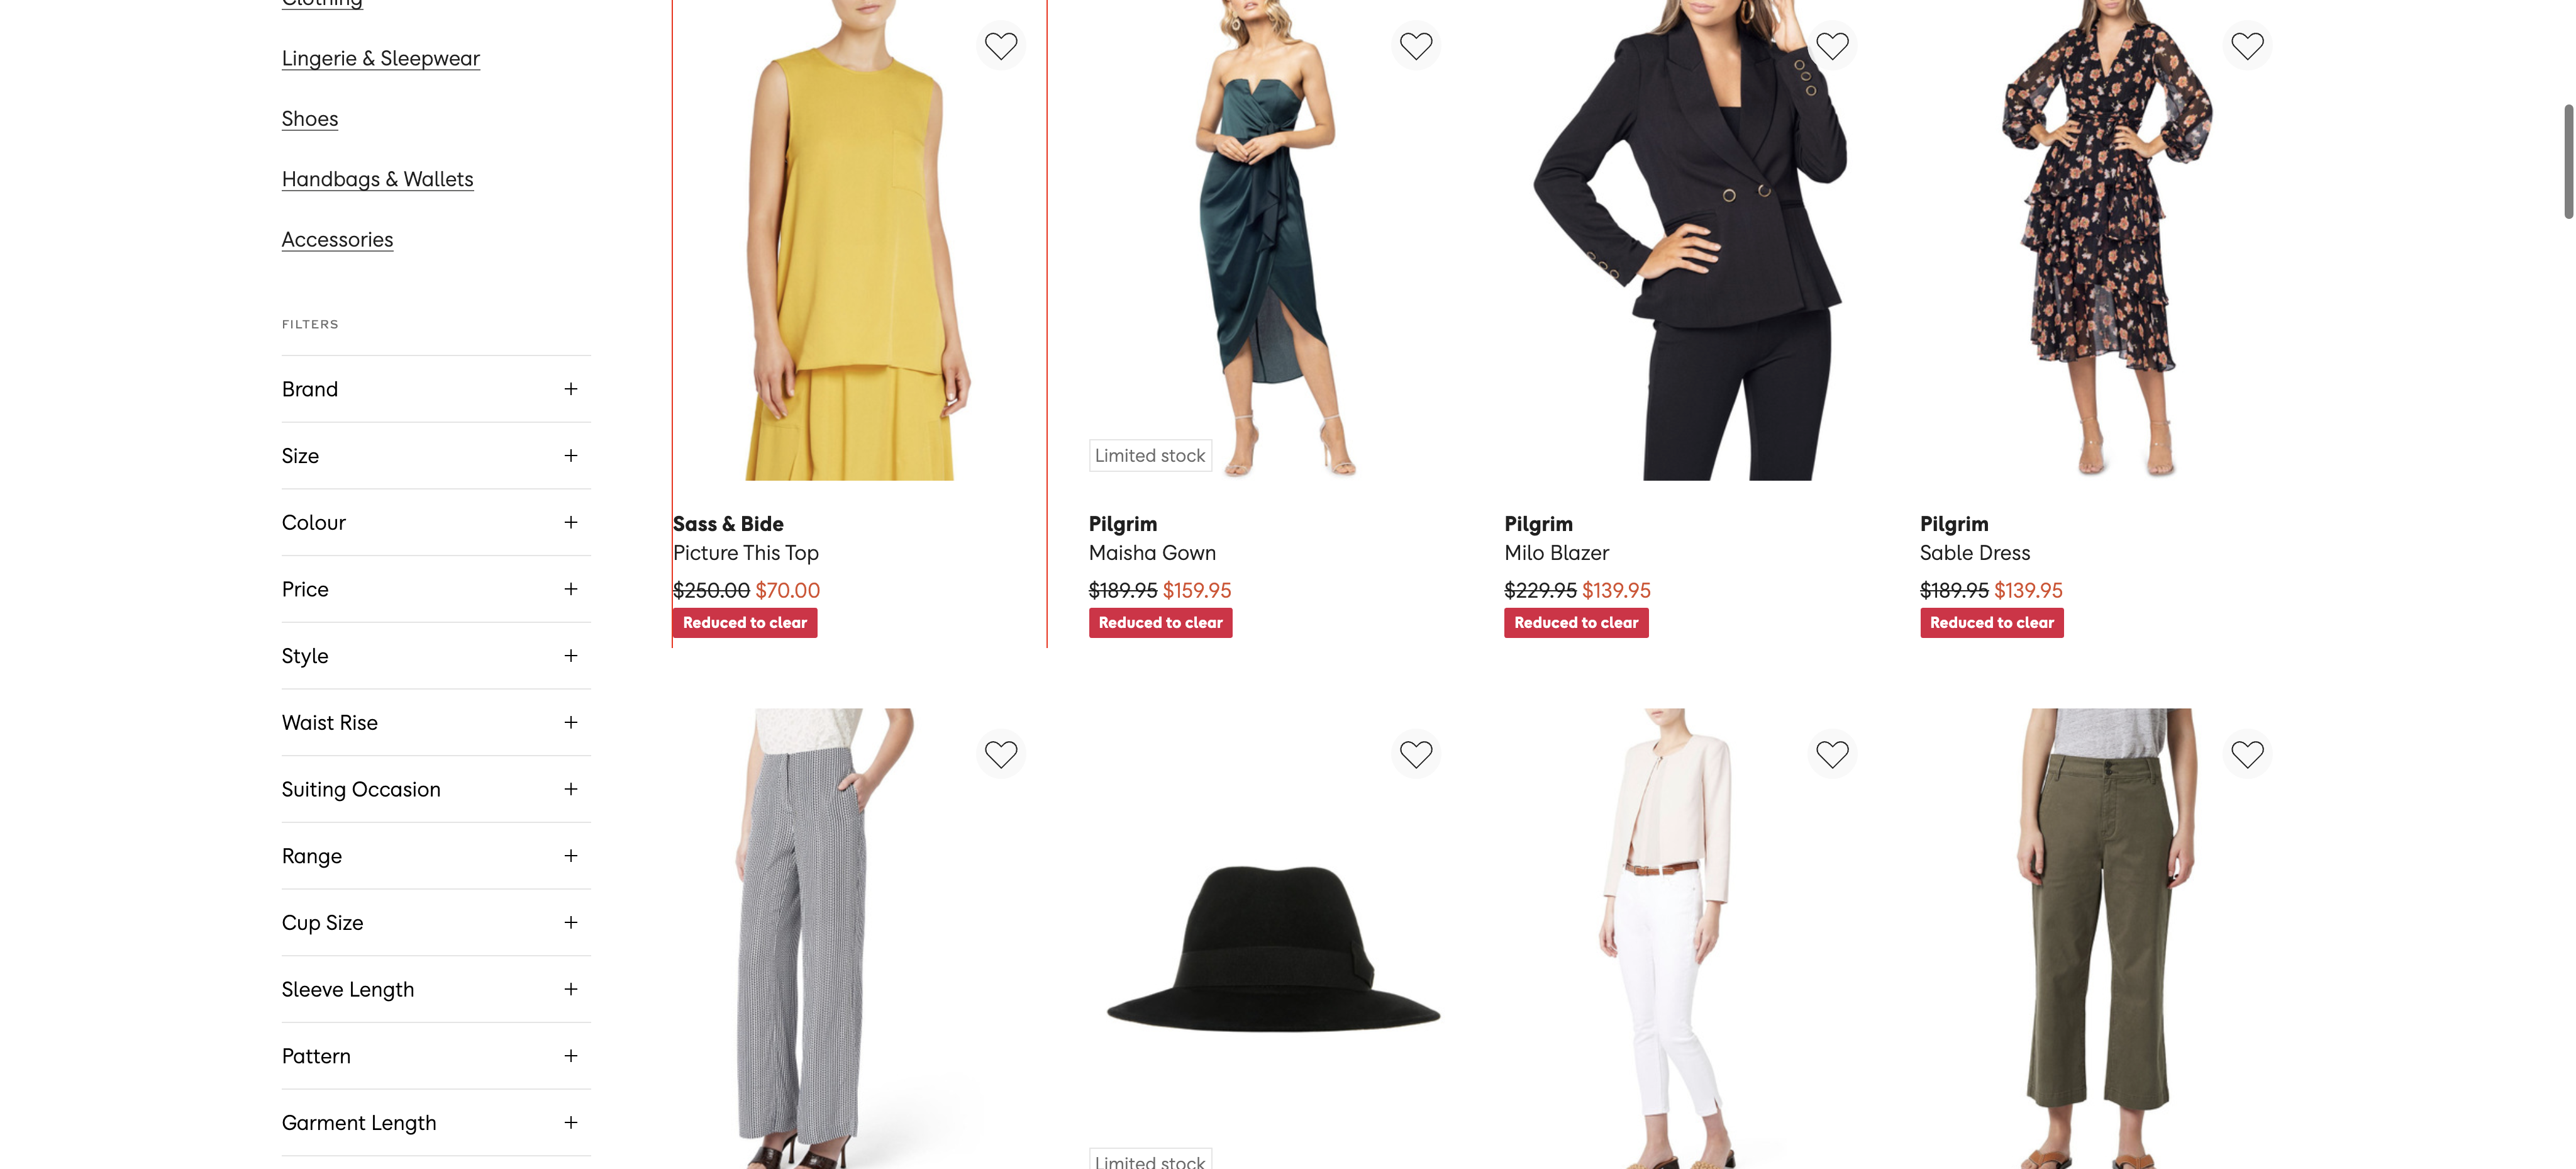 Clothing
Lingerie & Sleepwear
Shoes
Handbags & Wallets
Accessories
FILTERS
Brand
Size
Colour
Price
Style
Waist Rise
Suiting Occasion
Range
Cup Size
Sleeve Length
Pattern
Garment Length
Sass & Bide
Picture This Top
$250.00 $70.00
Reduced to clear
Limited stock
Pilgrim
Maisha Gown
$189.95 $159.95
Reduced to clear
Pilgrim
Milo Blazer
$229.95 $139.95
Reduced to clear
Pilgrim
Sable Dress
$189.95 $139.95
Reduced to clear
Limited stock